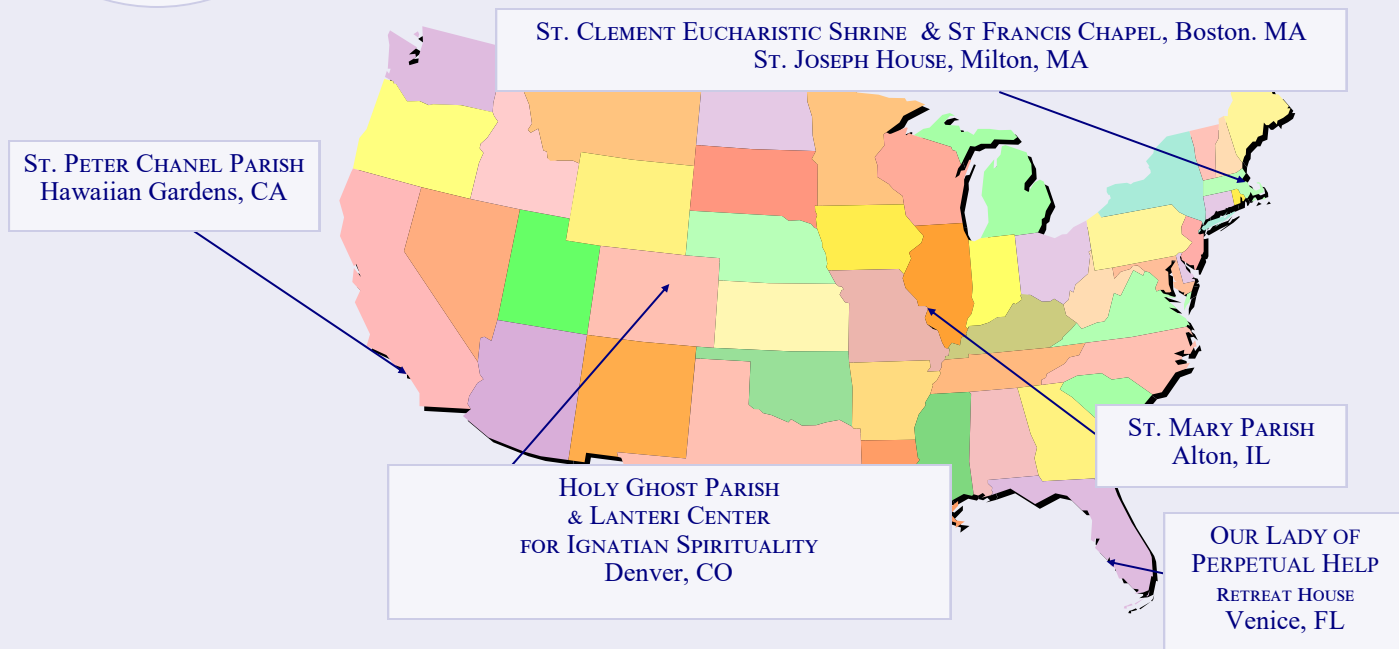 St. Clement Eucharistic Shrine & St Francis Chapel, Boston. MA
St. Joseph House, Milton, MA
St. Peter Chanel Parish
Hawaiian Gardens, CA
St. Mary Parish
Alton, IL
Holy Ghost Parish
& Lanteri Center
for Ignatian Spirituality
Denver, CO
Our Lady of
Perpetual Help
Retreat House
Venice, FL